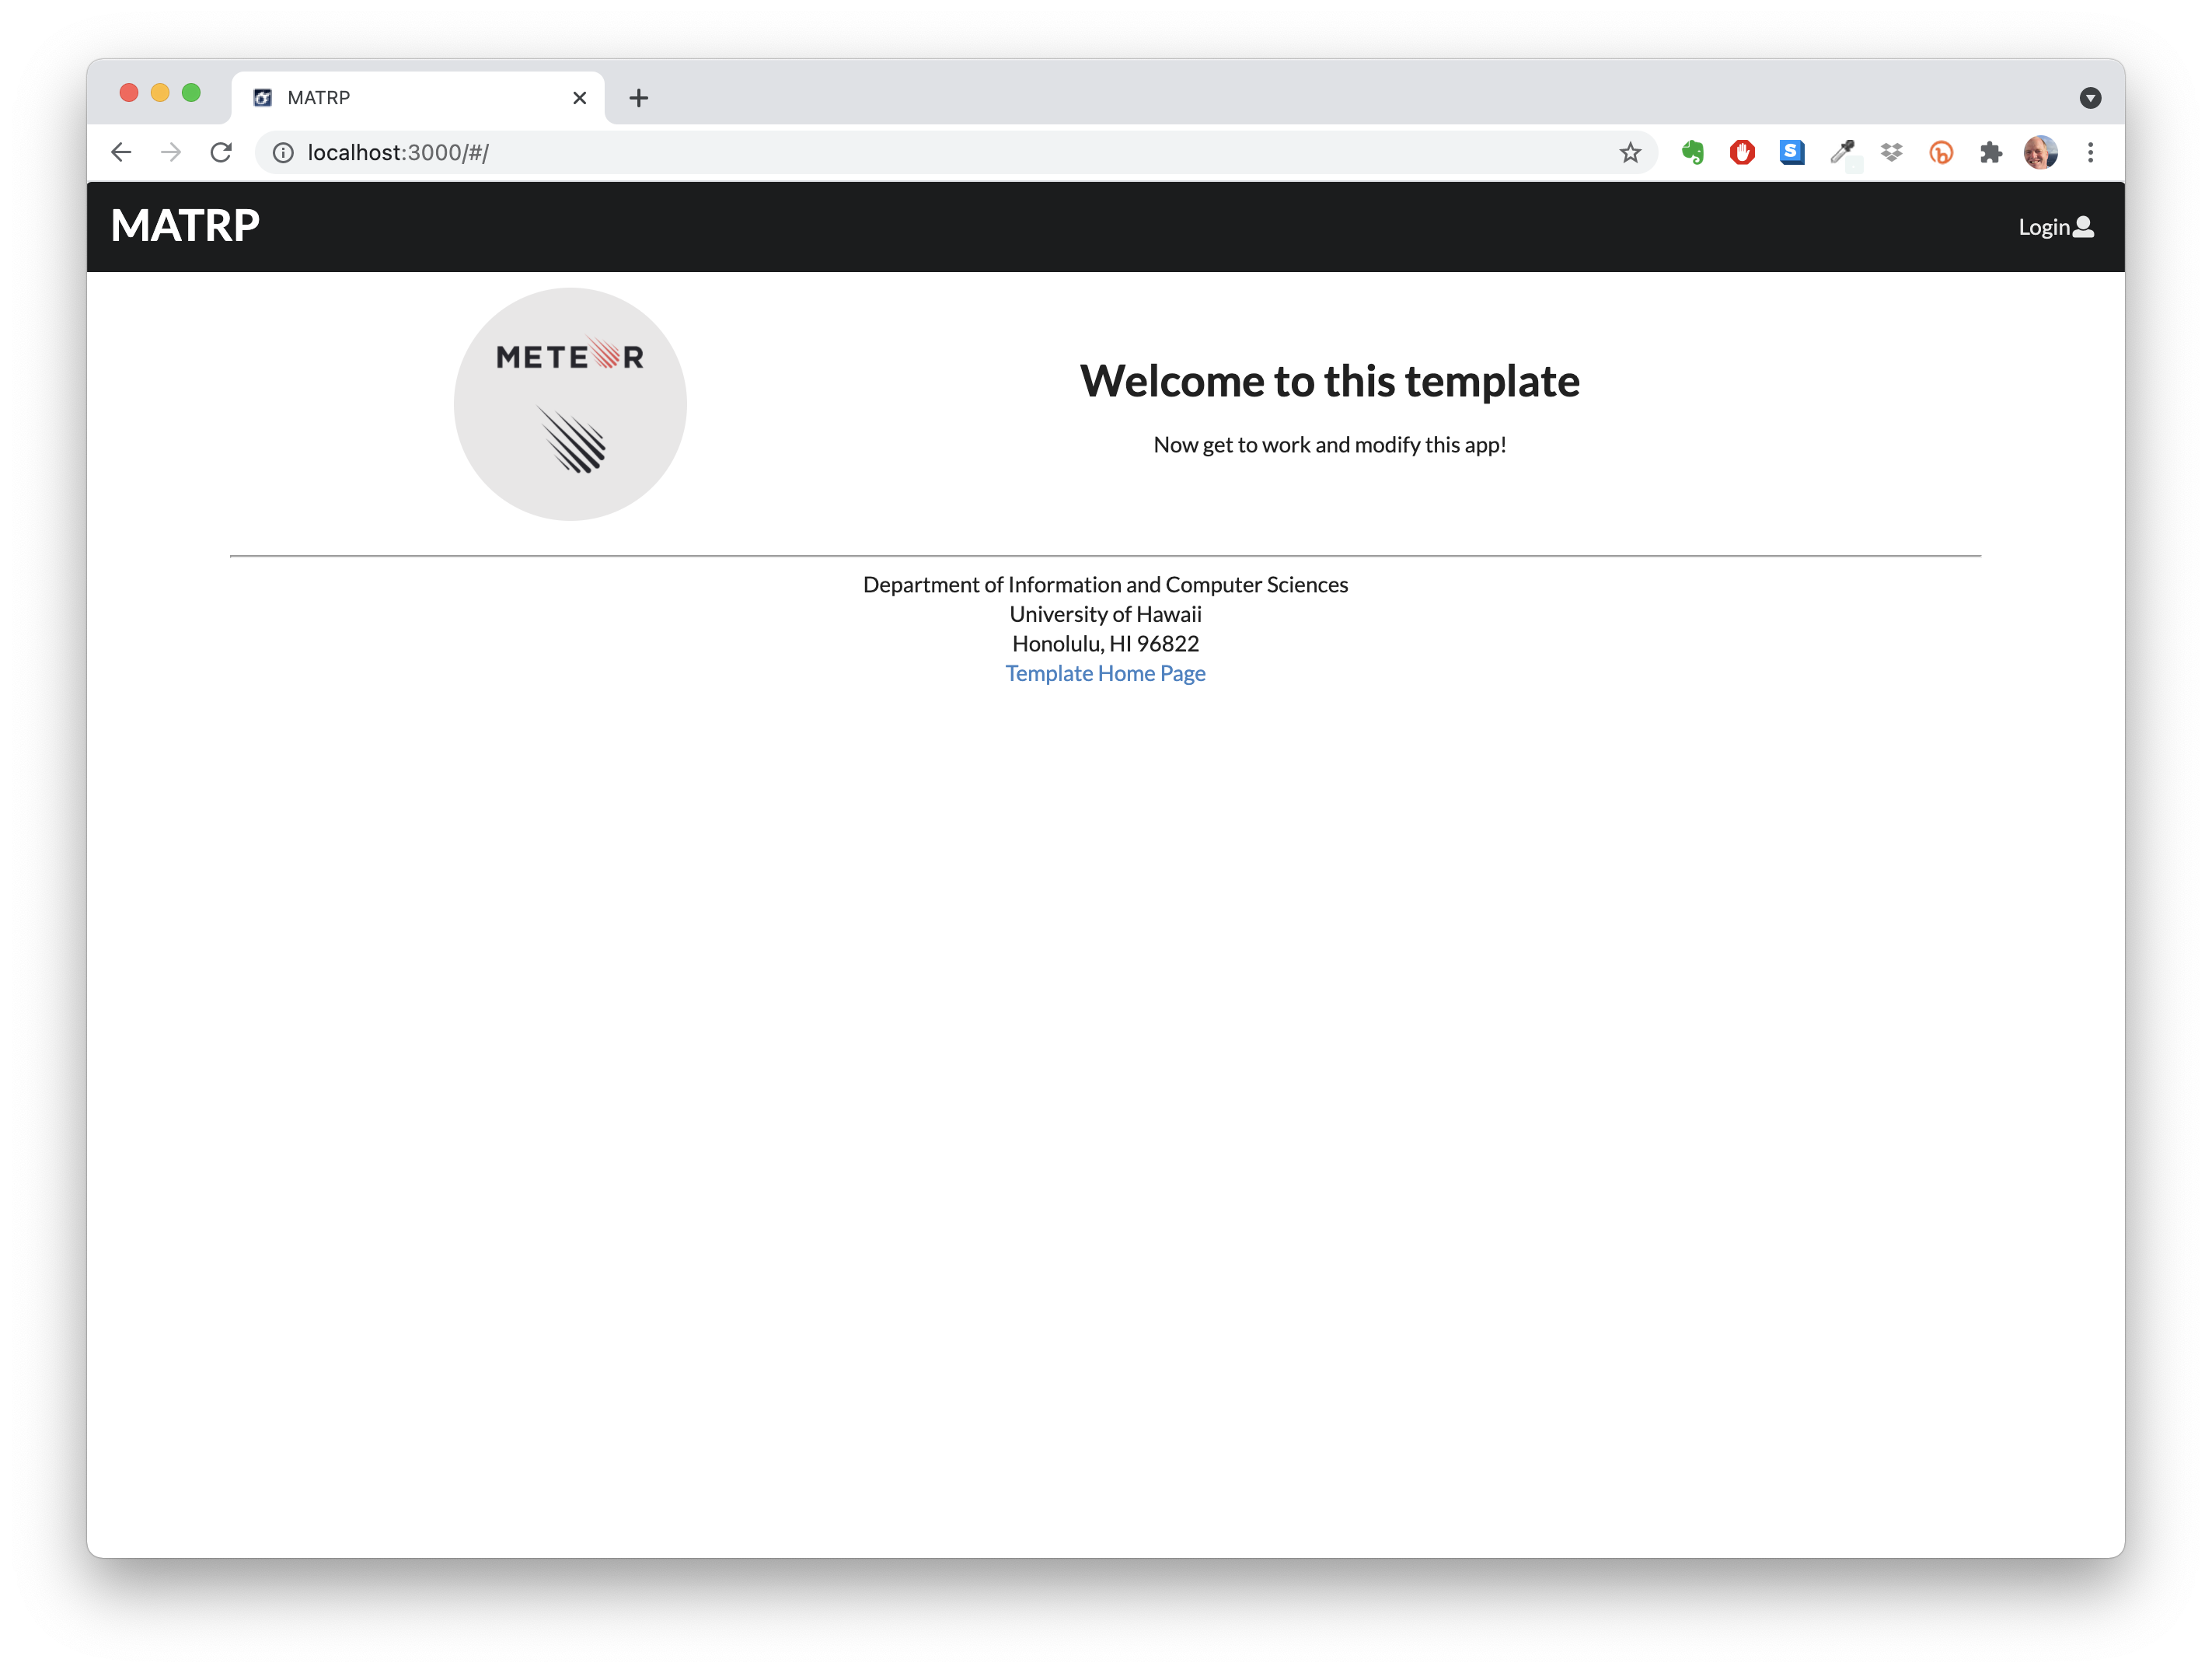 MATRP
localhost:3000/#/
MATRP
Login
METEOR
Welcome to this template
Now get to work and modify this app!
Department of Information and Computer Sciences
University of Hawaii
Honolulu, HI 96822
Template Home Page